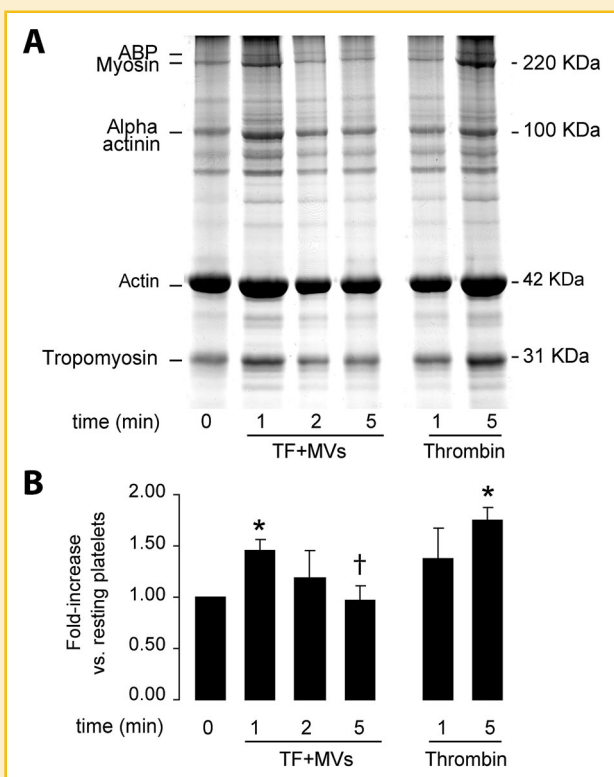 A
ABP
Myosin
Alpha
actinin
Actin
Tropomyosin
- 220 KDa
- 100 KDa
- 42 KDa
- 31 KDa
time (min) 0 1 2 5 1 5
TF+MVs Thrombin
B
Fold-increase
vs. resting platelets
2.00
1.50
1.00
0.50
0.00
* † *
time (min) 0 1 2 5 1 5
TF+MVs Thrombin